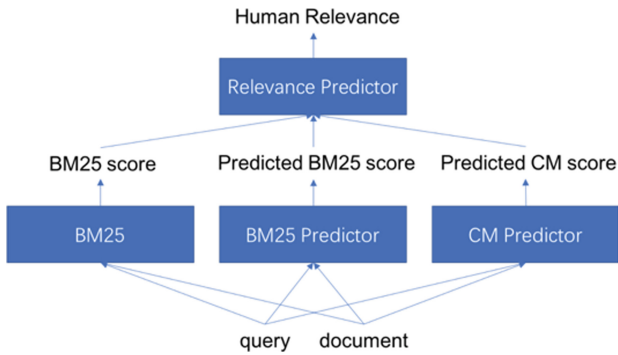 Human Relevance
Relevance Predictor
BM25 score Predicted BM25 score Predicted CM score
BM25 BM25 Predictor CM Predictor
query document